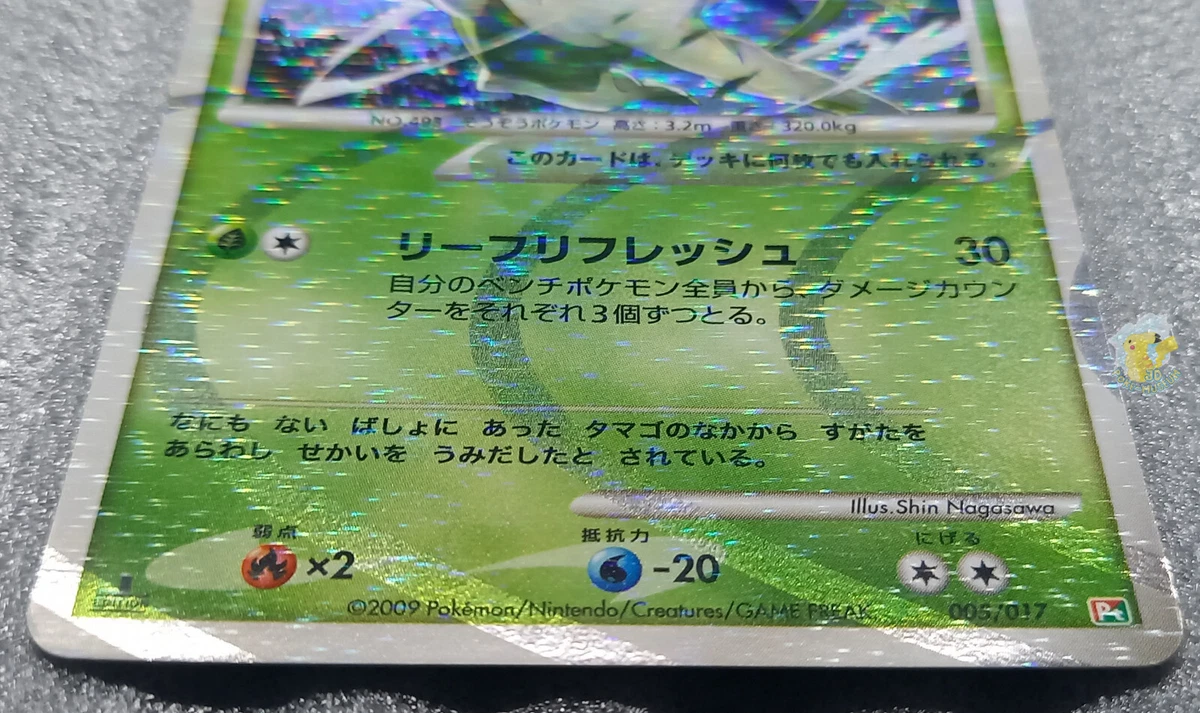 NO.493 そうぞうポケモン 高さ:3.2m 重さ:320.0kg
このカードは、デッキに何枚でも入れられる。
リーフリフレッシュ 30
自分のベンチポケモン全員から、ダメージカウン
ターをそれぞれ3個ずつとる。
なにも ない ばしょに あった タマゴのなかから すがたを
あらわし せかいを うみだしたと されている。
Illus.Shin Nagasawa
弱点 抵抗力 にげる
×2 -20
EDITION
©2009 Pokémon/Nintendo/Creatures/GAME FREAK. 005/017